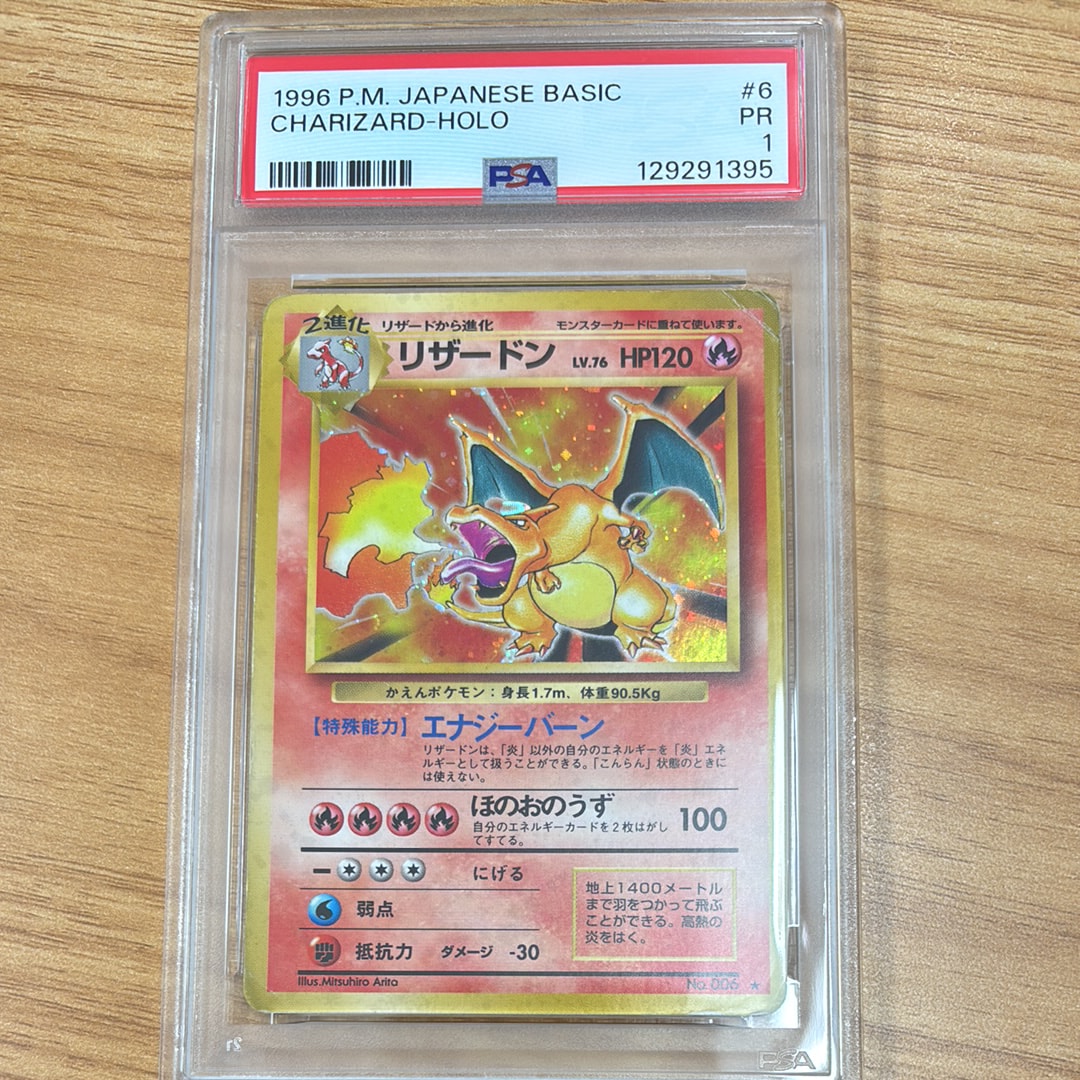 1996 P.M. JAPANESE BASIC #6
CHARIZARD-HOLO PR
1
PSA 129291395
2進化 リザードから進化 モンスターカードに重ねて使います。
リザードン LV.76 HP120
かえんポケモン：身長1.7m、体重90.5Kg
【特殊能力】エナジーバーン
リザードンは、「炎」以外の自分のエネルギーを「炎」エネ
ルギーとして扱うことができる。「こんらん」状態のときに
は使えない。
ほのおのうず 100
自分のエネルギーカードを2枚はがし
てすてる。
にげる
弱点
抵抗力 ダメージ -30
地上1400メートル
まで羽をつかって飛ぶ
ことができる。高熱の
炎をはく。
Illus.Mitsuhiro Arita No. 006 ★
21
PSA